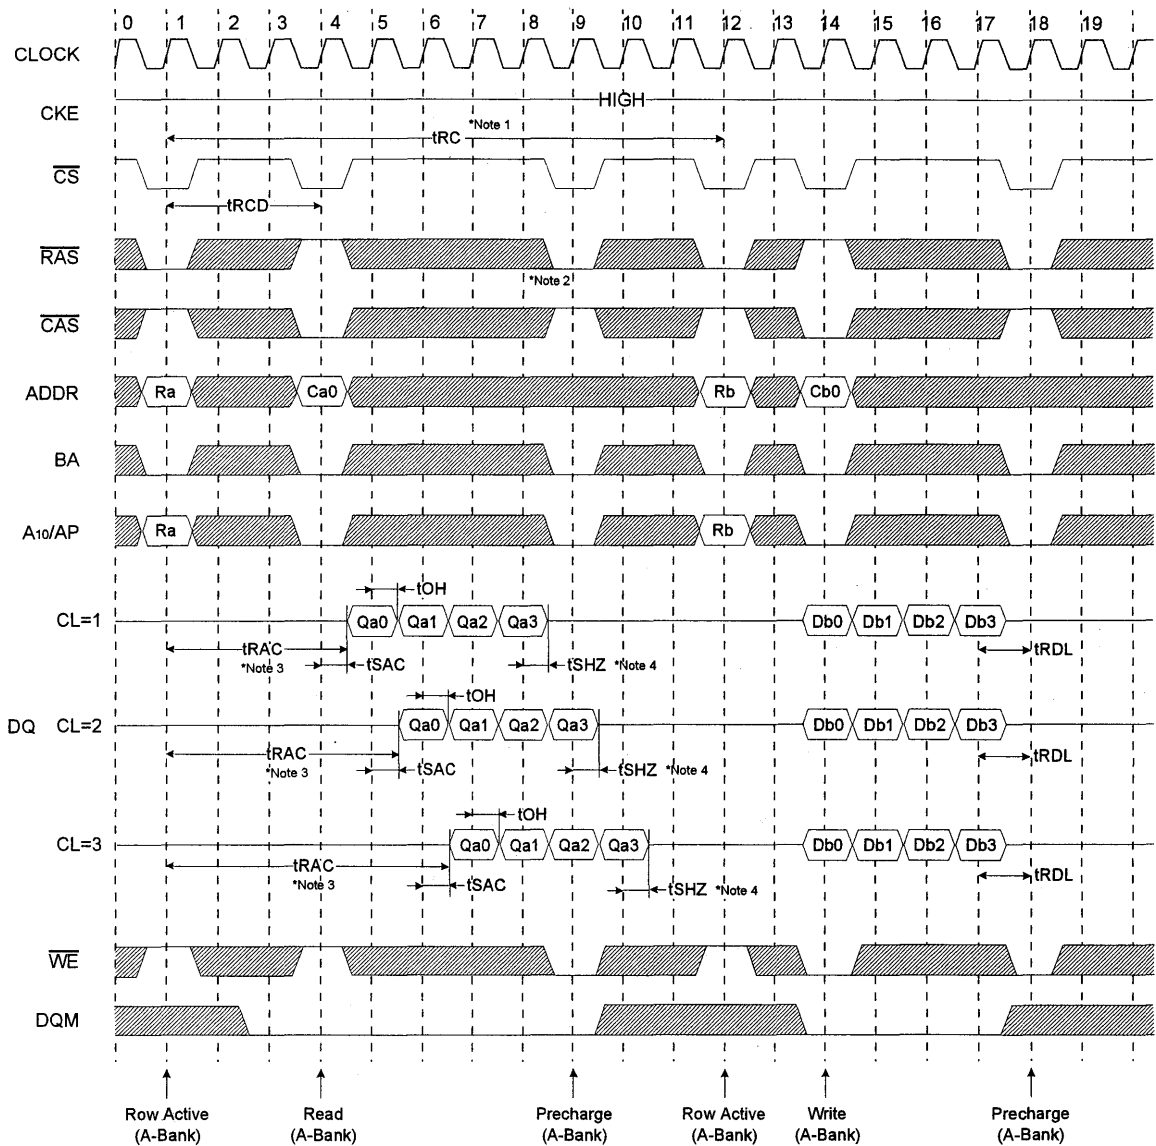 0 1 2 3 4 5 6 7 8 9 10 11 12 13 14 15 16 17 18 19
CLOCK
CKE HIGH
tRC *Note 1
CS
tRCD
RAS
*Note 2
CAS
ADDR Ra Ca0 Rb Cb0
BA
A10/AP Ra Rb
tOH
CL=1 Qa0 Qa1 Qa2 Qa3 Db0 Db1 Db2 Db3
tRAC tRDL
*Note 3 tSAC tSHZ *Note 4
tOH
DQ CL=2 Qa0 Qa1 Qa2 Qa3 Db0 Db1 Db2 Db3
tRAC tRDL
*Note 3 tSAC tSHZ *Note 4
tOH
CL=3 Qa0 Qa1 Qa2 Qa3 Db0 Db1 Db2 Db3
tRAC tRDL
*Note 3 tSAC tSHZ *Note 4
WE
DQM
Row Active Read Precharge Row Active Write Precharge
(A-Bank) (A-Bank) (A-Bank) (A-Bank) (A-Bank) (A-Bank)